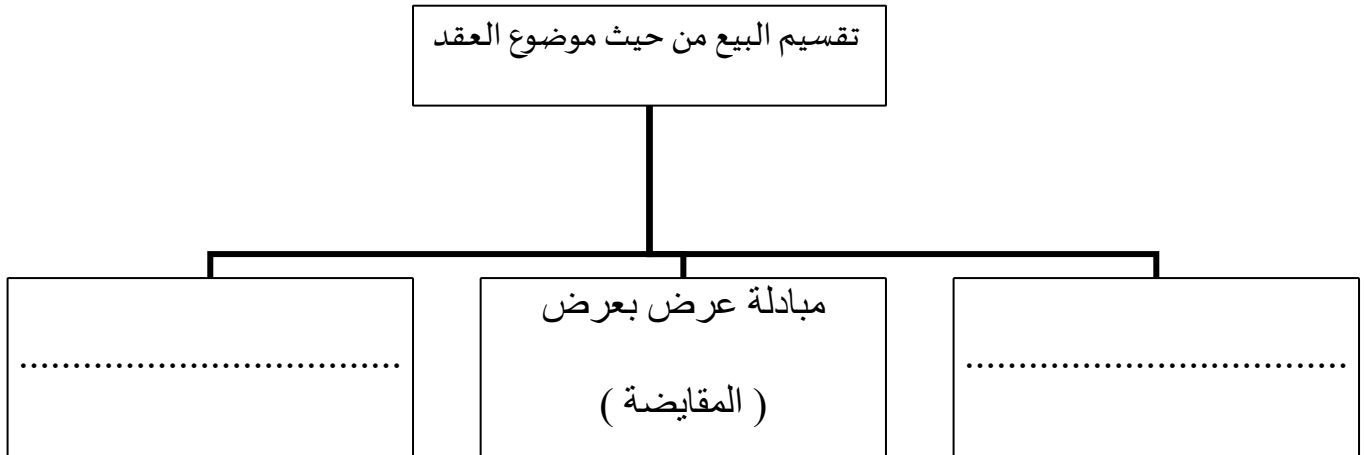 تقسيم البيع من حيث موضوع العقد
..................................
مبادلة عرض بعرض
( المقايضة )
..................................